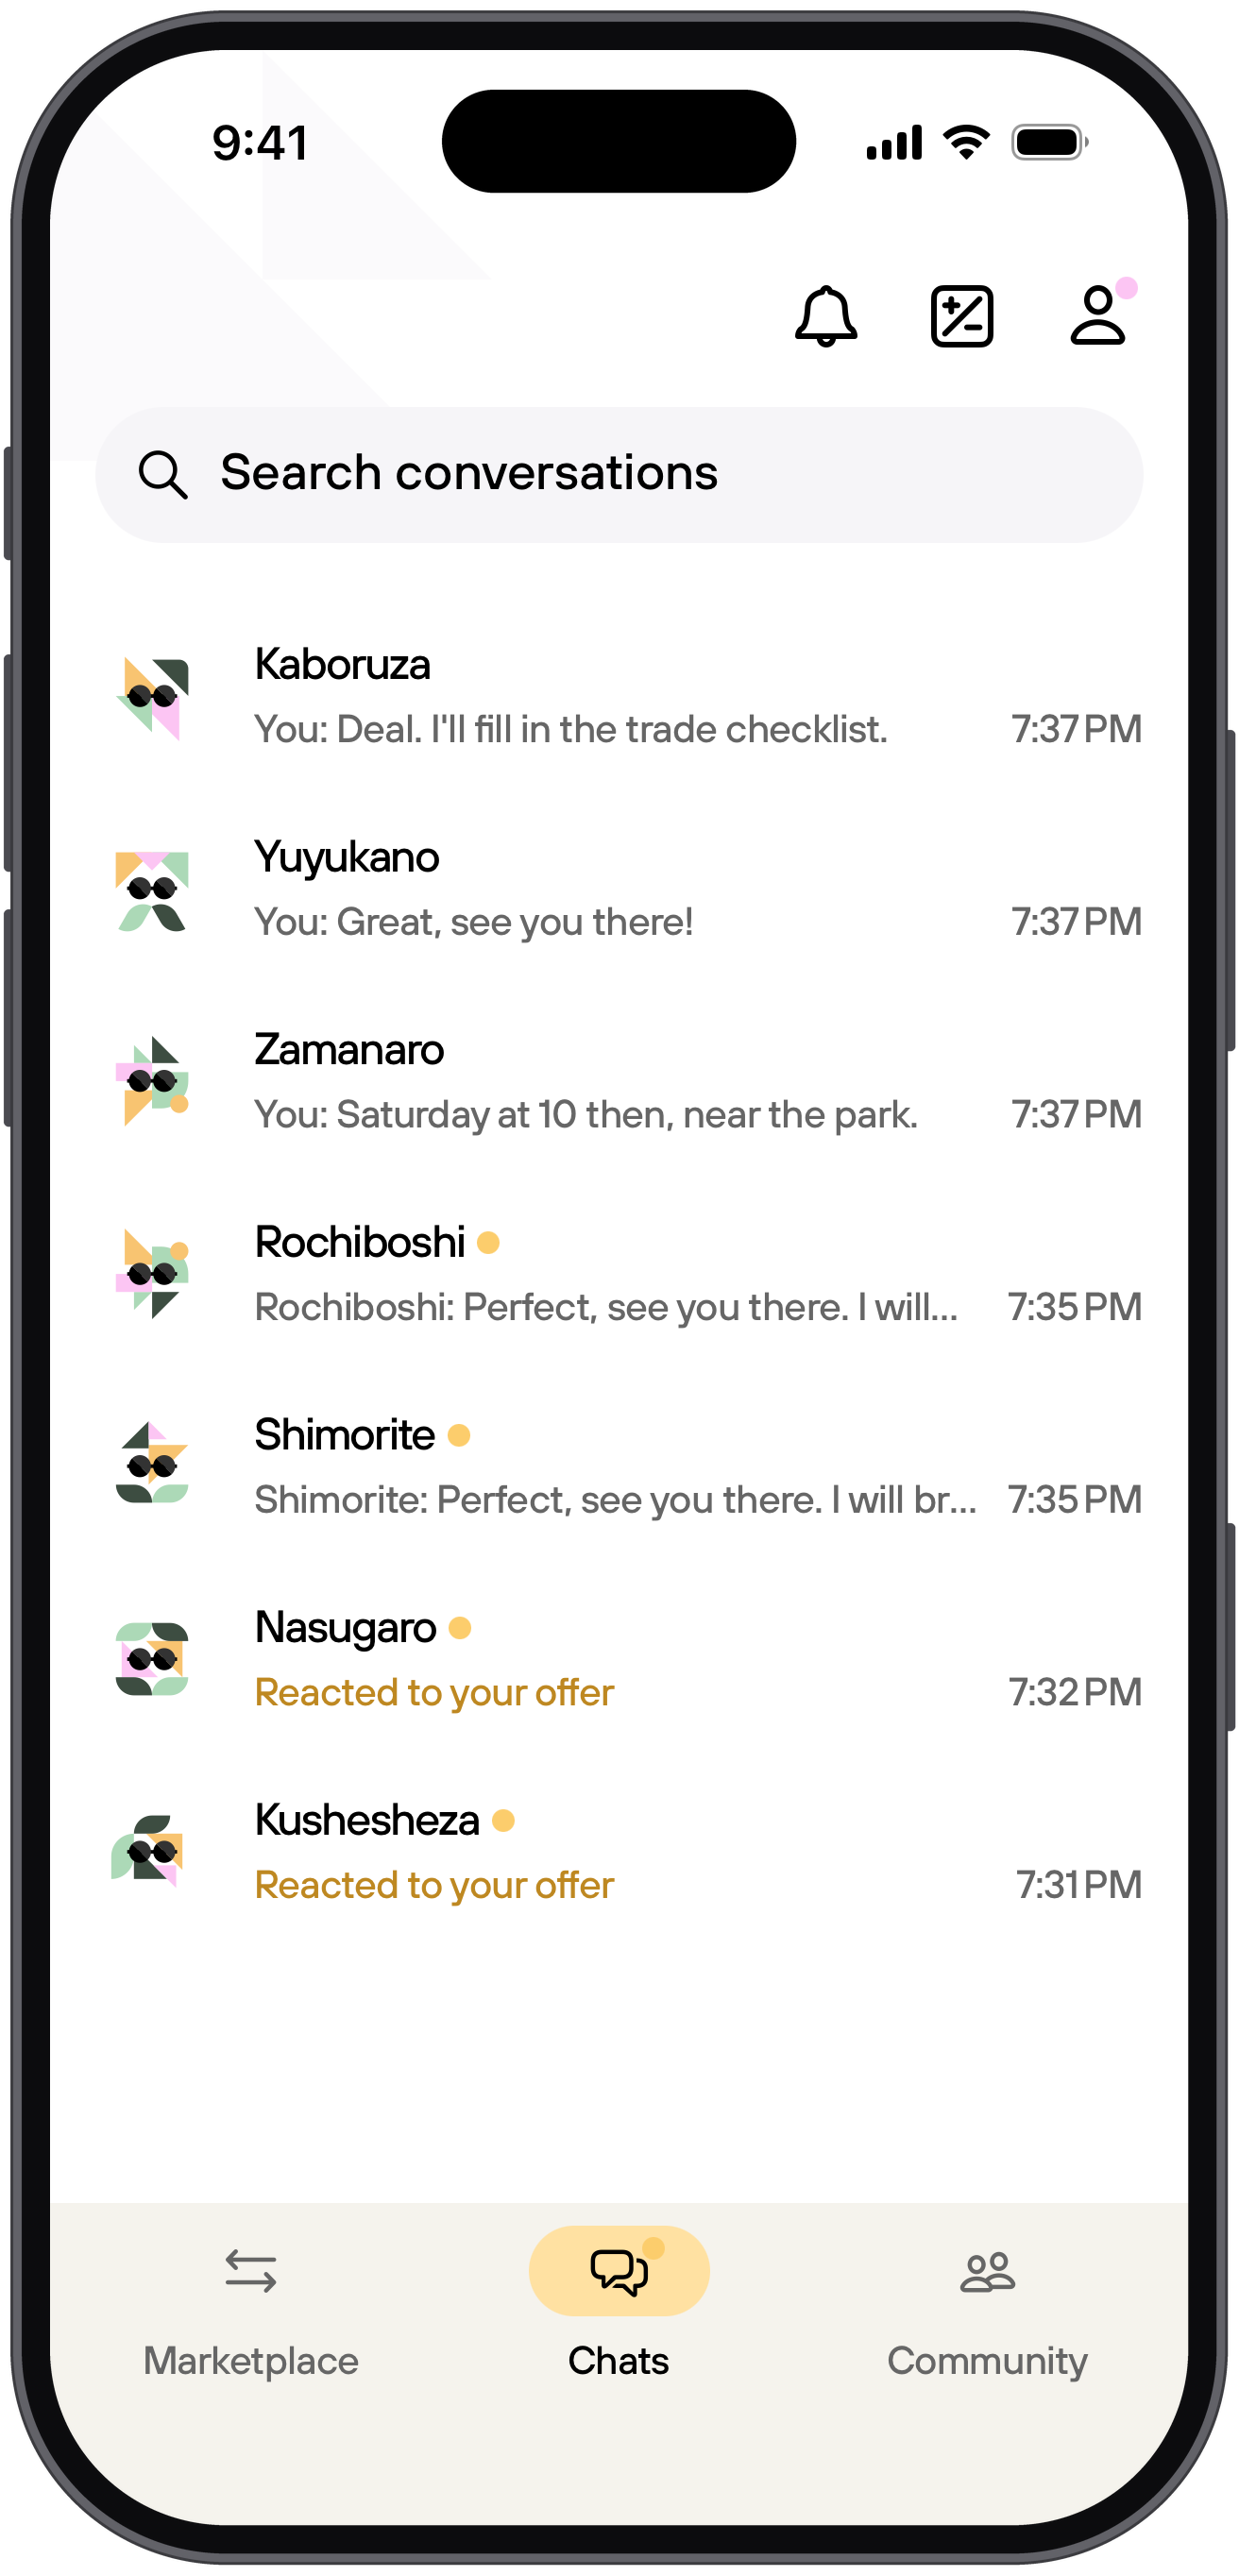 9:41
Search conversations
Kaboruza
You: Deal. I'll fill in the trade checklist.
7:37 PM
Yuyukano
You: Great, see you there!
7:37 PM
Zamanaro
You: Saturday at 10 then, near the park.
7:37 PM
Rochiboshi
Rochiboshi: Perfect, see you there. I will...
7:35 PM
Shimorite
Shimorite: Perfect, see you there. I will br...
7:35 PM
Nasugaro
Reacted to your offer
7:32 PM
Kushesheza
Reacted to your offer
7:31 PM
Marketplace
Chats
Community